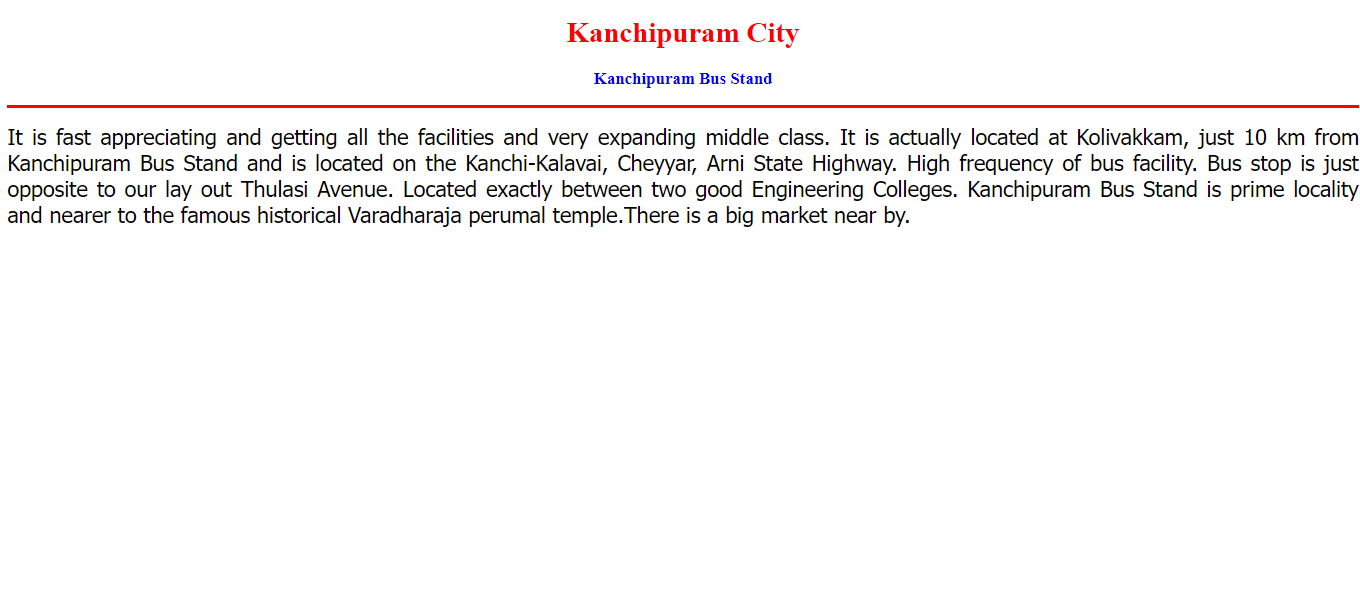 Kanchipuram City
Kanchipuram Bus Stand
It is fast appreciating and getting all the facilities and very expanding middle class. It is actually located at Kolivakkam, just 10 km from
Kanchipuram Bus Stand and is located on the Kanchi-Kalavai, Cheyyar, Arni State Highway. High frequency of bus facility. Bus stop is just
opposite to our lay out Thulasi Avenue. Located exactly between two good Engineering Colleges. Kanchipuram Bus Stand is prime locality
and nearer to the famous historical Varadharaja perumal temple.There is a big market near by.